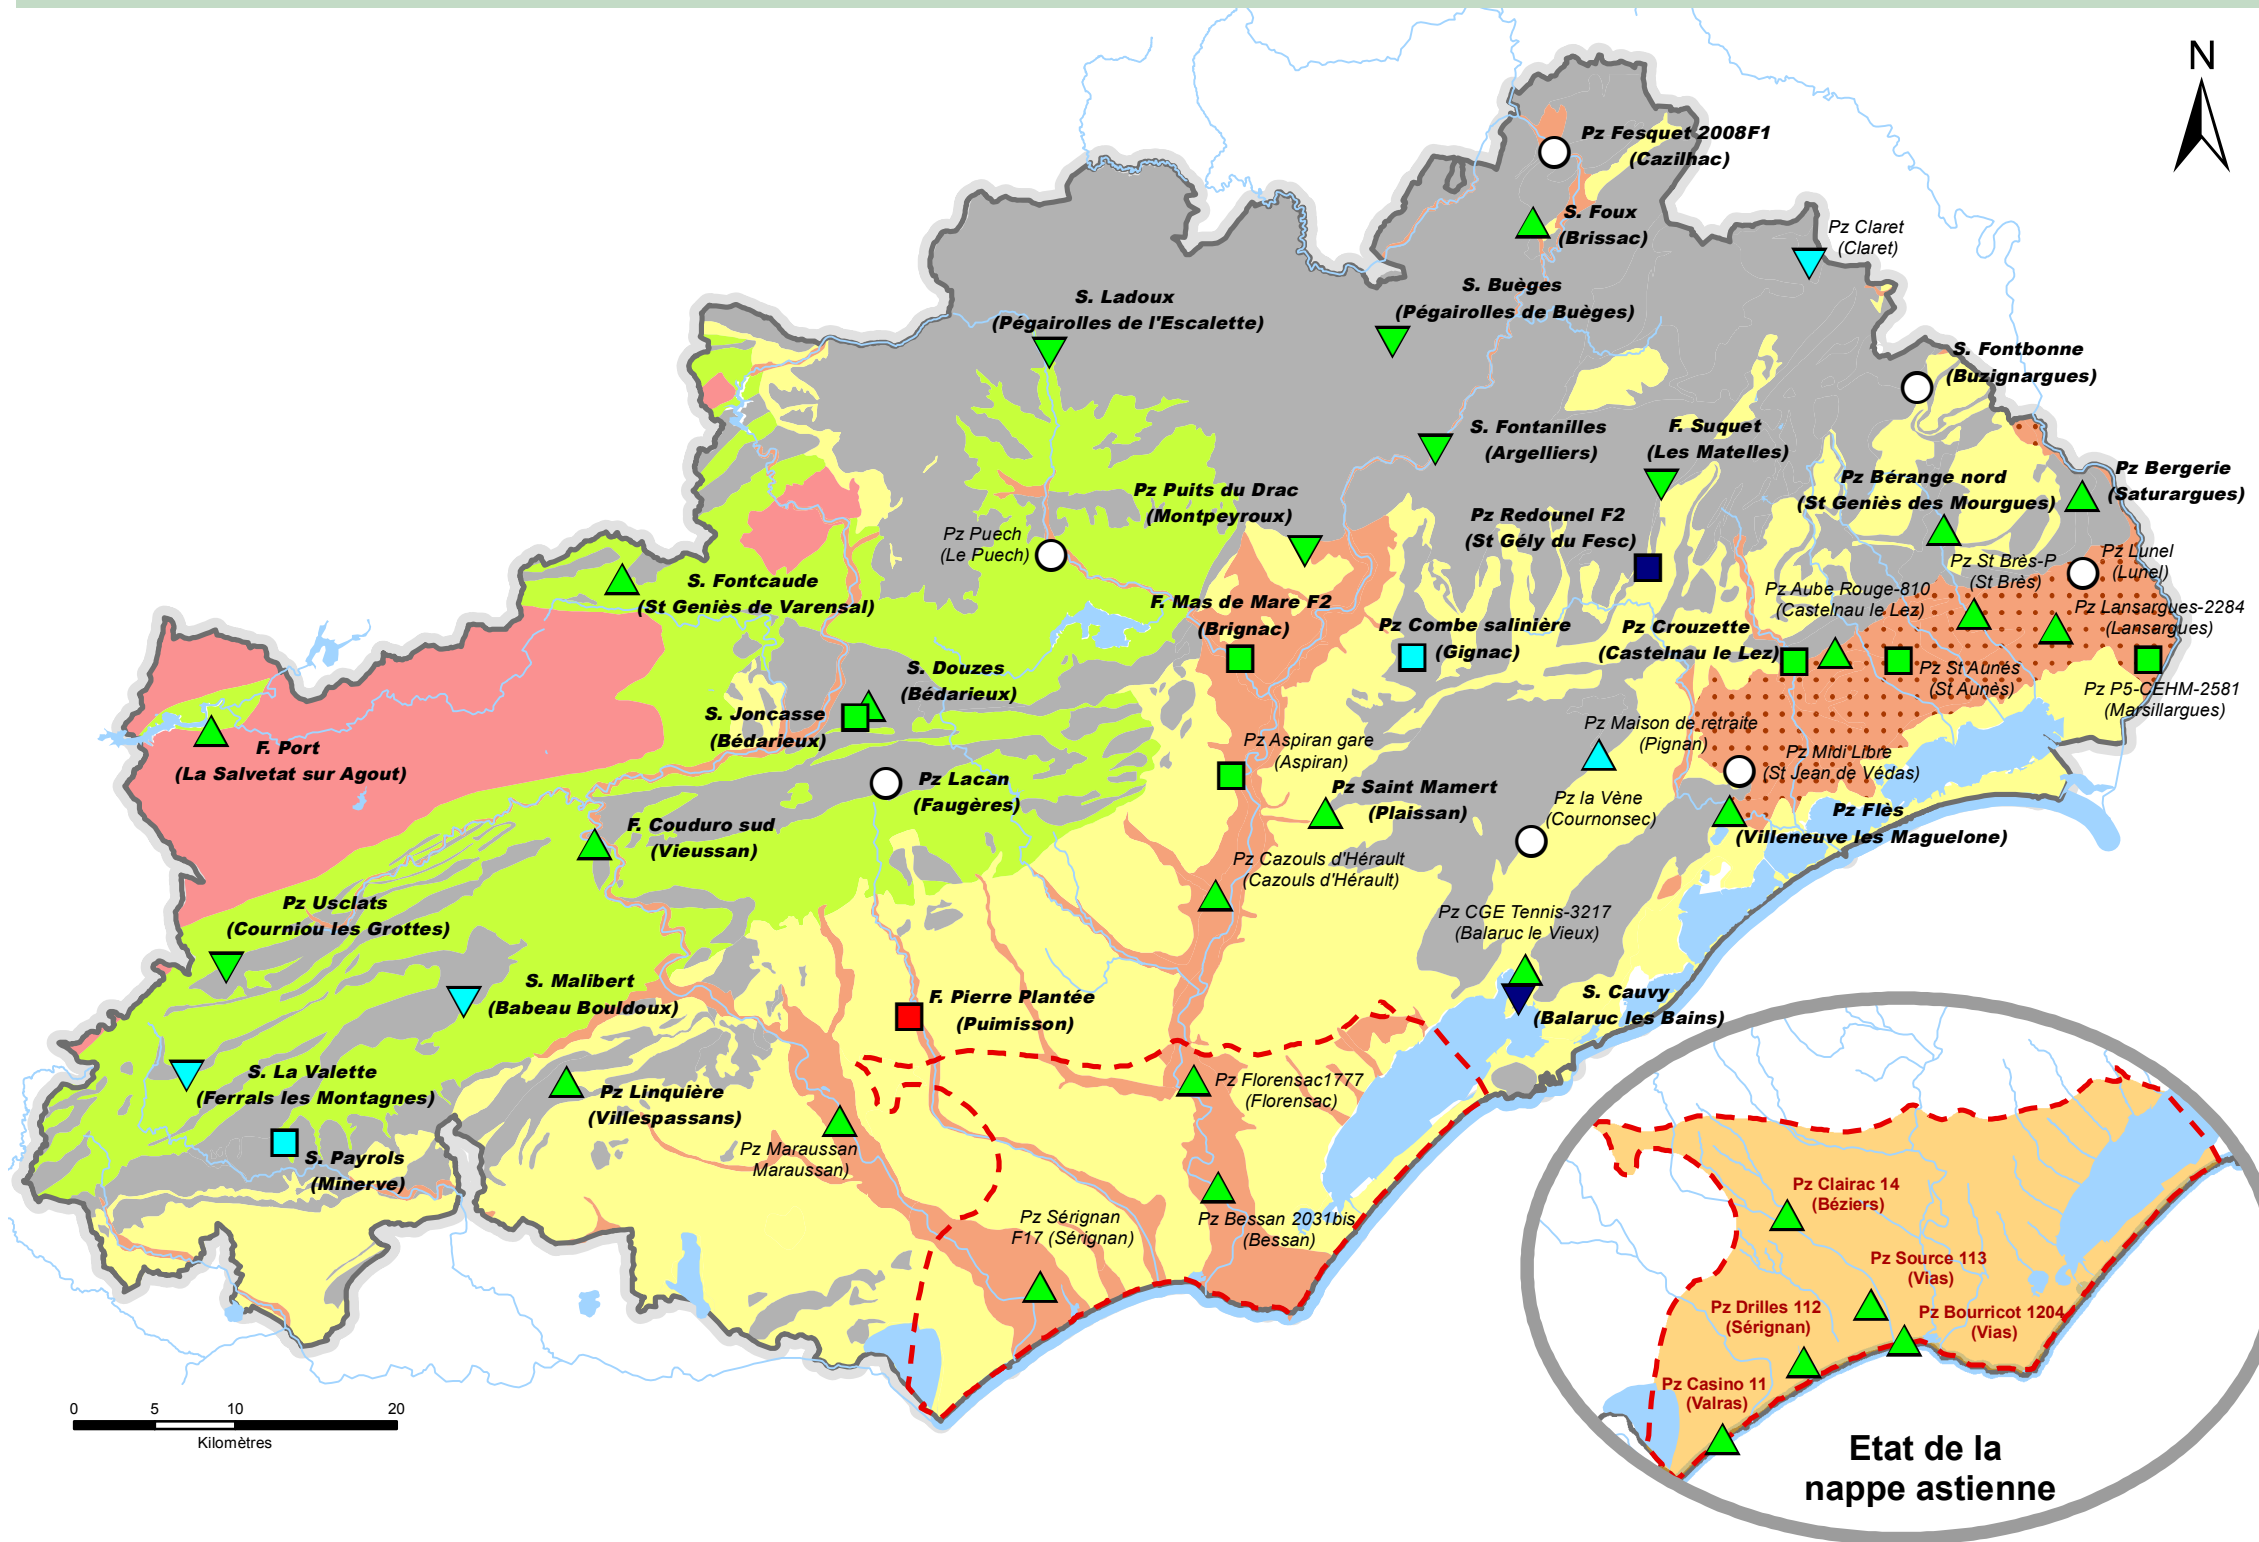 N
Pz Fesquet 2008F1
(Cazilhac)
S. Foux
(Brissac)
Pz Claret
(Claret)
S. Buèges
(Pégairolles de Buèges)
S. Ladoux
(Pégairolles de l'Escalette)
S. Fontbonne
(Buzignargues)
S. Fontanilles
(Argelliers)
F. Suquet
(Les Matelles)
Pz Bérange nord
(St Geniès des Mourgues)
Pz Bergerie
(Saturargues)
Pz Puits du Drac
(Montpeyroux)
Pz Redounel F2
(St Gély du Fesc)
Pz Puech
(Le Puech)
Pz St Brès-P
(St Brès)
Pz Lunel
(Lunel)
S. Fontcaude
(St Geniès de Varensal)
Pz Aube Rouge-810
(Castelnau le Lez)
Pz Lansargues-2284
(Lansargues)
F. Mas de Mare F2
(Brignac)
Pz Combe salinière
(Gignac)
Pz Crouzette
(Castelnau le Lez)
S. Douzes
(Bédarieux)
Pz St Aunés
(St Aunès)
Pz P5-CEHM-2581
(Marsillargues)
S. Joncasse
(Bédarieux)
Pz Maison de retraite
(Pignan)
F. Port
(La Salvetat sur Agout)
Pz Aspiran gare
(Aspiran)
Pz Midi Libre
(St Jean de Védas)
Pz Lacan
(Faugères)
Pz Saint Mamert
(Plaissan)
Pz la Vène
(Cournonsec)
Pz Flès
(Villeneuve les Maguelone)
F. Couduro sud
(Vieussan)
Pz Cazouls d'Hérault
(Cazouls d'Hérault)
Pz Usclats
(Courniou les Grottes)
Pz CGE Tennis-3217
(Balaruc le Vieux)
S. Malibert
(Babeau Bouldoux)
F. Pierre Plantée
(Puimisson)
S. Cauvy
(Balaruc les Bains)
S. La Valette
(Ferrals les Montagnes)
Pz Linquière
(Villespassans)
Pz Florensac1777
(Florensac)
S. Payrols
(Minerve)
Pz Maraussan
Maraussan)
Pz Sérignan
F17 (Sérignan)
Pz Bessan 2031bis
(Bessan)
Pz Clairac 14
(Béziers)
Pz Source 113
(Vias)
Pz Drilles 112
(Sérignan)
Pz Bourricot 1204
(Vias)
Pz Casino 11
(Valras)
0 5 10 20
Kilomètres
Etat de la
nappe astienne